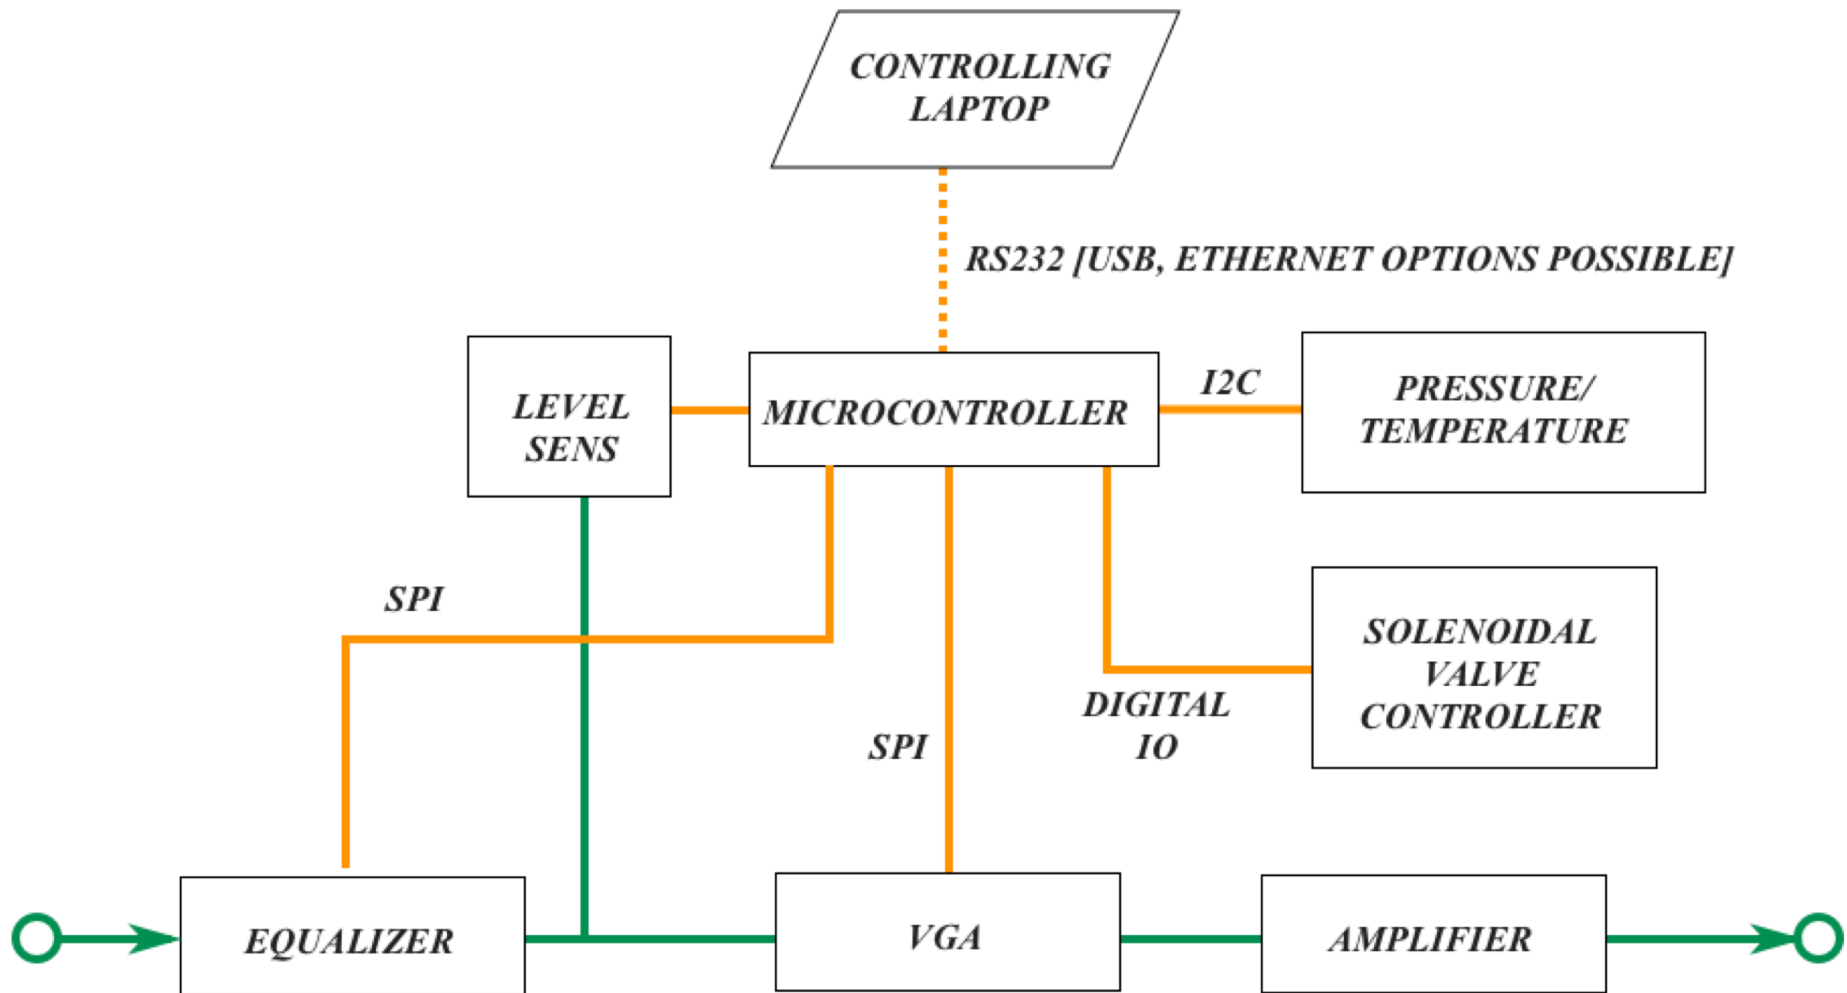 CONTROLLING
LAPTOP
RS232 [USB, ETHERNET OPTIONS POSSIBLE]
LEVEL
SENS
MICROCONTROLLER
I2C
PRESSURE/
TEMPERATURE
SPI
SPI
DIGITAL
IO
SOLENOIDAL
VALVE
CONTROLLER
EQUALIZER
VGA
AMPLIFIER